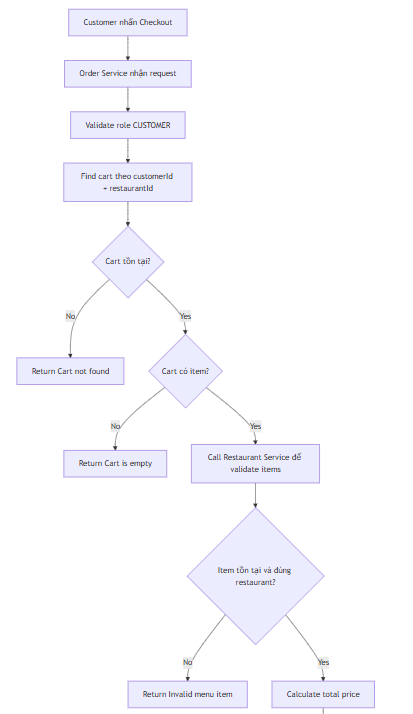 Customer nhấn Checkout
Order Service nhận request
Validate role CUSTOMER
Find cart theo customerId
+ restaurantId
Cart tồn tại?
No
Yes
Return Cart not found
Cart có item?
No
Yes
Return Cart is empty
Call Restaurant Service để
validate items
Item tồn tại và đúng
restaurant?
No
Yes
Return Invalid menu item
Calculate total price